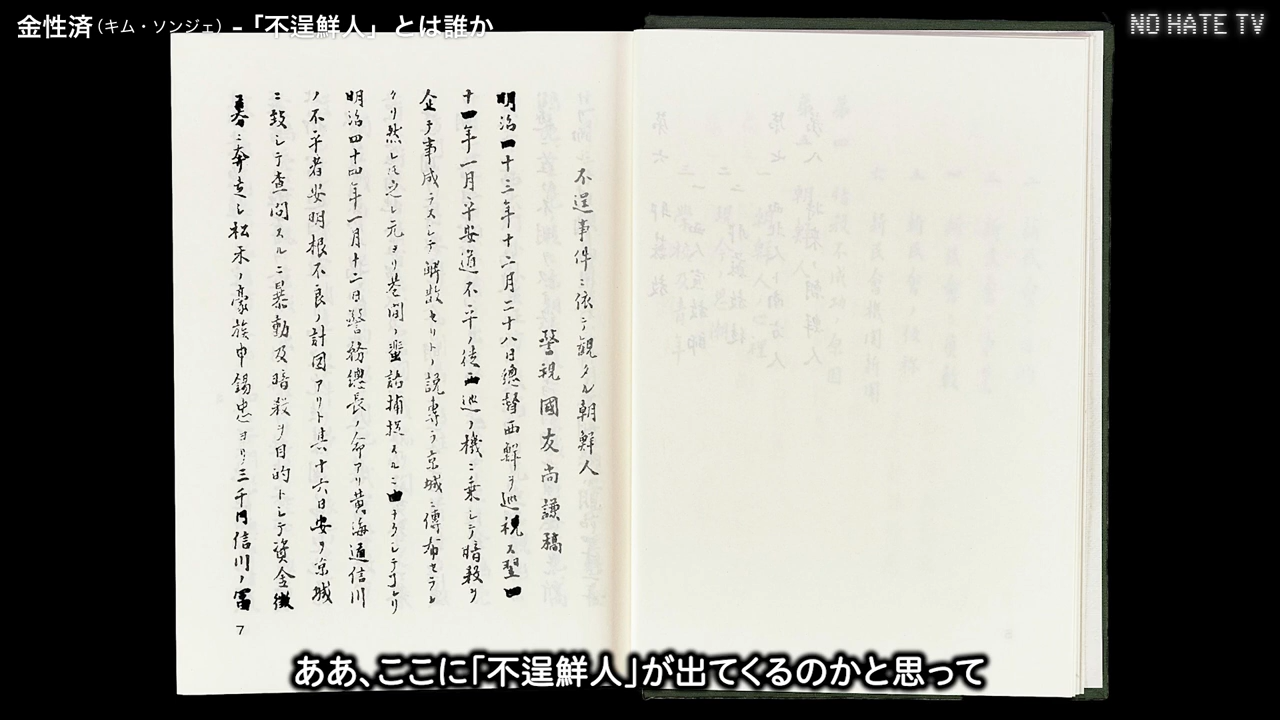 金性済（キム・ソンジェ）–「不逞鮮人」とは誰か
NO HATE TV
不逞事件ニ依テ観タル朝鮮人
警視國友尚謙稿
明治四十三年十二月二十八日總督西鮮ヲ巡視ス翌四
十一年一月平安道不平ノ徒西巡ノ機ニ乗シテ暗殺ヲ
企テ事成ラスシテ解散セリトノ説専ラ京城ニ傳布セラレ
タリ然レ氏之レ元ヨリ巷間ノ蜚語捕捉スルニ由ナクシテ了レリ
明治四十四年一月十二日警務總長ノ命アリ黄海道信川
ノ不平者安明根不良ノ計図アリト其十六日安ヲ京城
ニ致シテ査問スルニ暴動及暗殺ヲ目的トシテ資金徴
募ニ奔走シ松禾ノ豪族申錫忠ヨリ三千円信川ノ冨
7
ああ、ここに「不逞鮮人」が出てくるのかと思って